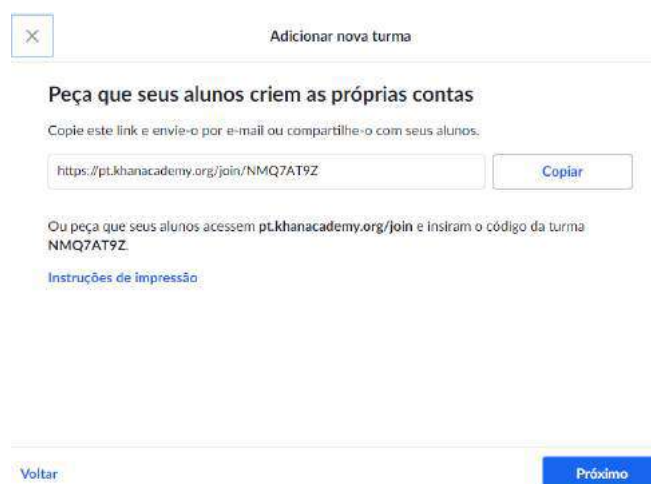 Adicionar nova turma
Peça que seus alunos criem as próprias contas
Copie este link e envie-o por e-mail ou compartilhe-o com seus alunos.
https://pt.khanacademy.org/join/NMQ7AT9Z Copiar
Ou peça que seus alunos acessem pt.khanacademy.org/join e insiram o código da turma
NMQ7AT9Z.
Instruções de impressão
Voltar Próximo